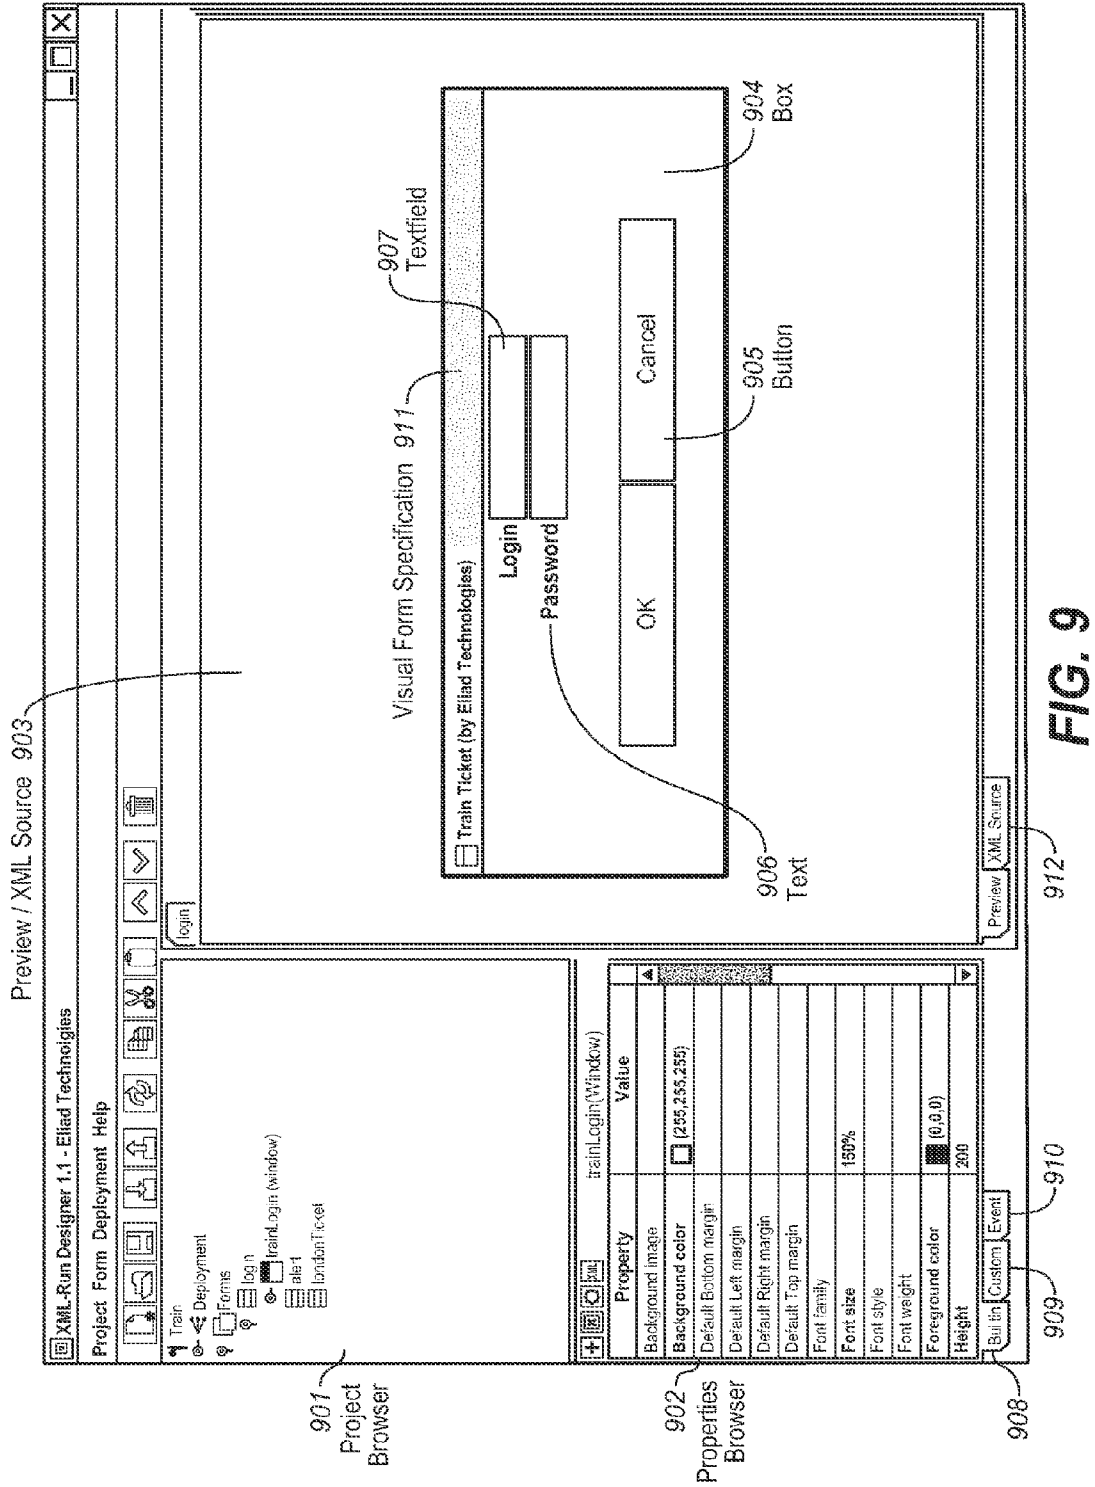 Preview / XML Source 903
XML-Run Designer 1.1 - Eliad Technolgies
Project Form Deployment Help
Train
Deployment
Forms
login
trainLogin (window)
alert
londonTicket
901
Project
Browser
trainLogin(Window)
Property Value
Background image
Background color (255,255,255)
Default Bottom margin
Default Left margin
Default Right margin
Default Top margin
Font family
Font size 150%
Font style
Font weight
Foreground color (0,0,0)
Height 200
Built in Custom Event
902
Properties
Browser
908
909
910
login
Visual Form Specification 911
907
Textfield
Train Ticket (by Eliad Technologies)
Login
Password
OK Cancel
906
Text
905
Button
904
Box
Preview XML Source
912
FIG. 9